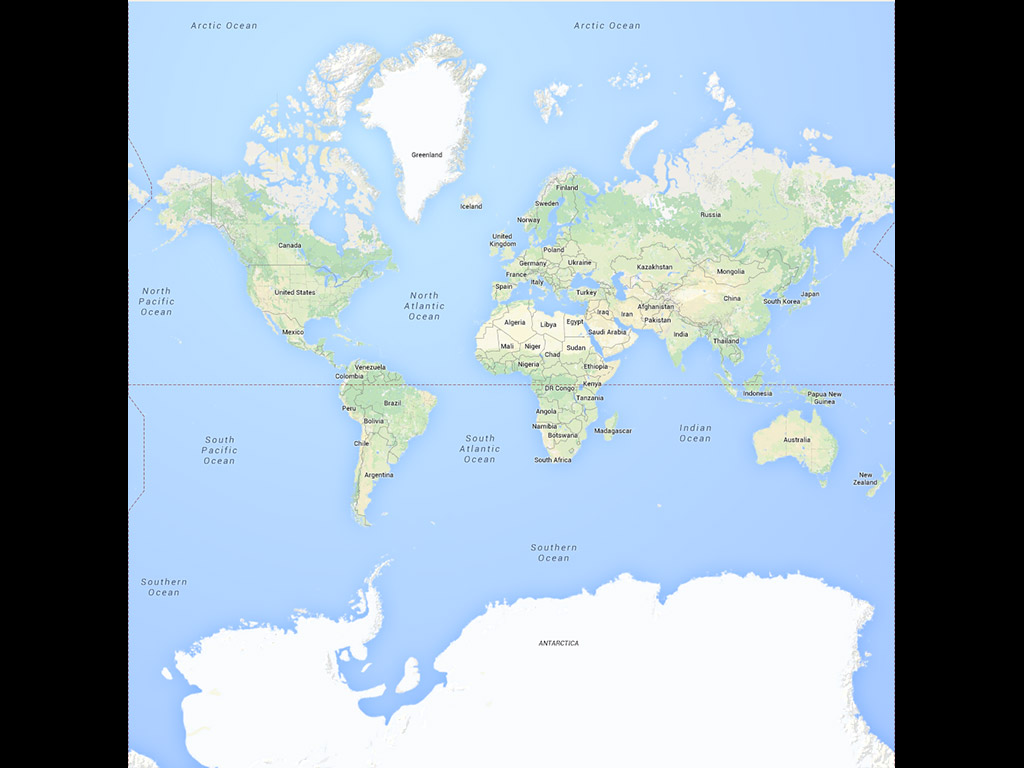 Arctic Ocean
Arctic Ocean
Greenland
Finland
Iceland
Sweden
Russia
Norway
United
Kingdom
Canada
Poland
Germany
Ukraine
Kazakhstan
Mongolia
France
Italy
Spain
North
Pacific
Ocean
United States
North
Atlantic
Ocean
Turkey
China
Japan
South Korea
Afghanistan
Iraq
Iran
Pakistan
Algeria
Libya
Egypt
Mexico
Saudi Arabia
India
Thailand
Mali
Niger
Chad
Sudan
Nigeria
Ethiopia
Venezuela
Colombia
Kenya
DR Congo
Indonesia
Papua New
Guinea
Tanzania
Brazil
Peru
Angola
Bolivia
Namibia
Botswana
Madagascar
Indian
Ocean
Australia
South
Pacific
Ocean
Chile
South
Atlantic
Ocean
South Africa
Argentina
New
Zealand
Southern
Ocean
Southern
Ocean
ANTARCTICA